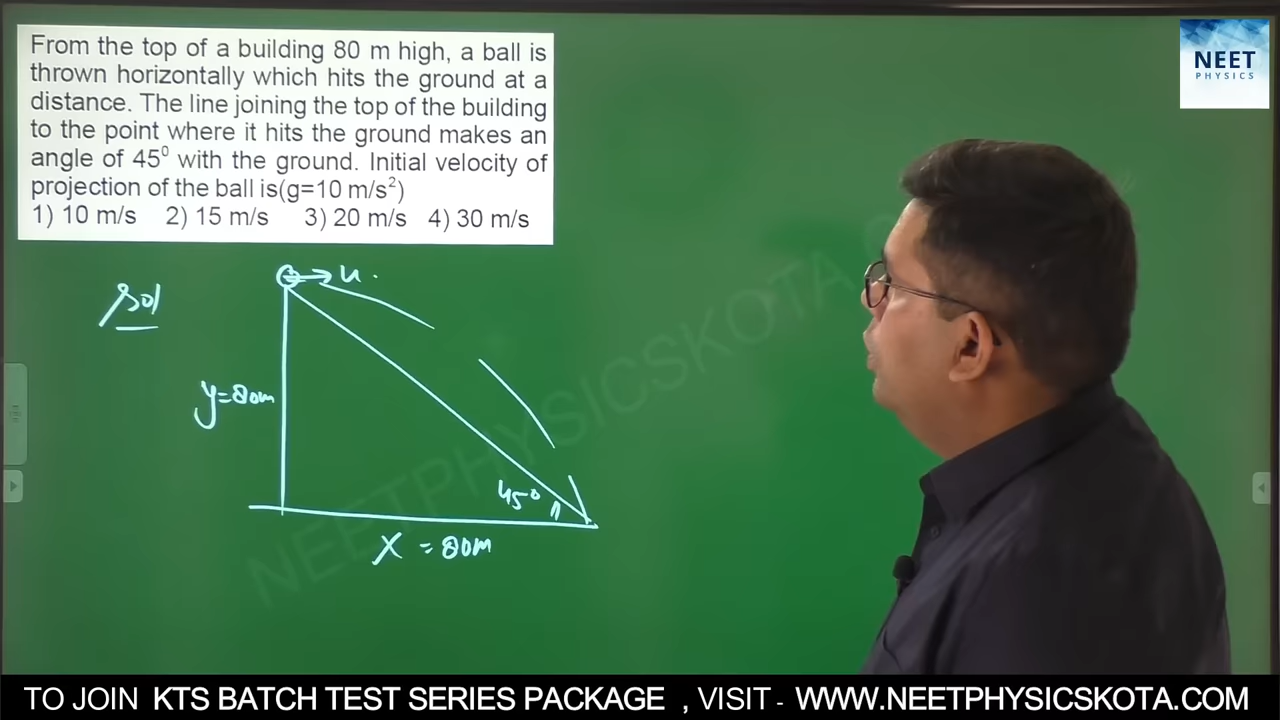 From the top of a building 80 m high, a ball is
thrown horizontally which hits the ground at a
distance. The line joining the top of the building
to the point where it hits the ground makes an
angle of 45⁰ with the ground. Initial velocity of
projection of the ball is(g=10 m/s²)
1) 10 m/s 2) 15 m/s 3) 20 m/s 4) 30 m/s
NEET
PHYSICS
Sol
u
y=80m
45⁰
X = 80m
NEETPHYSICSKOTA.C
TO JOIN KTS BATCH TEST SERIES PACKAGE , VISIT - WWW.NEETPHYSICSKOTA.COM